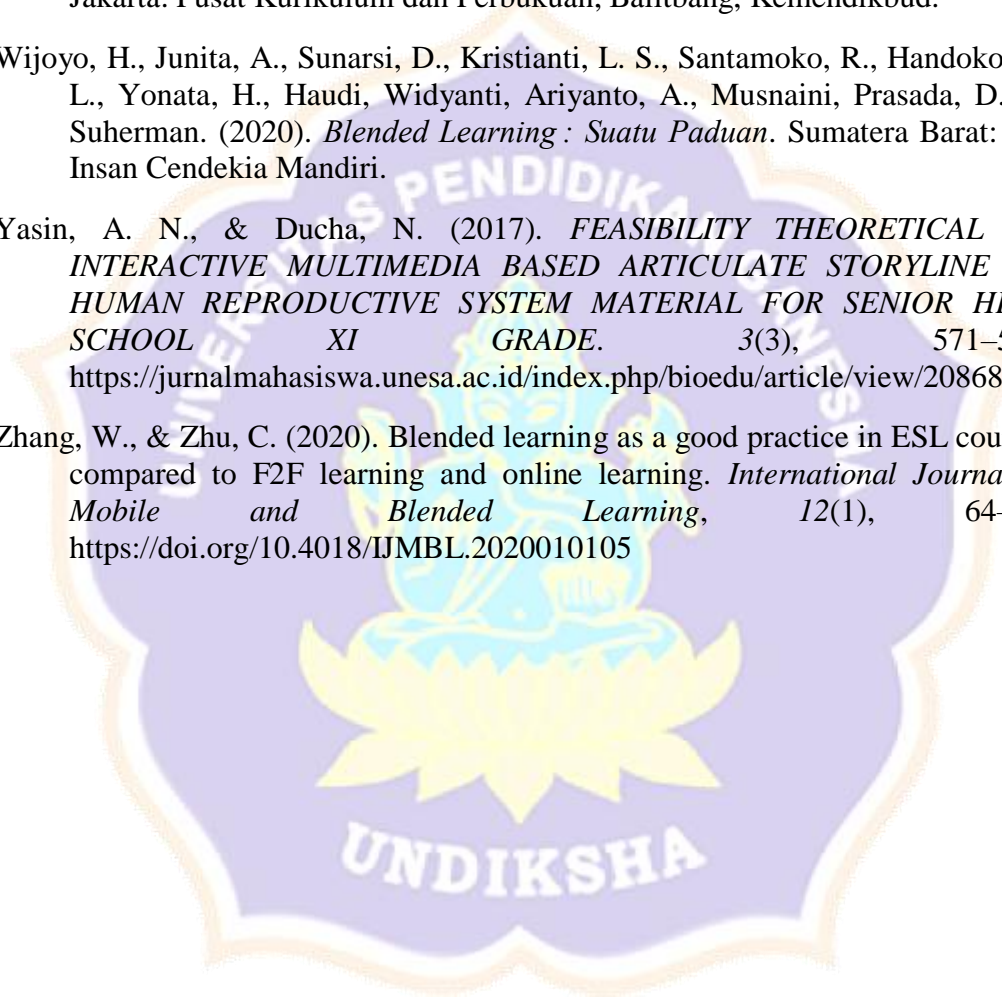 Jakarta: Pusat Kurikulum dan Perbukuan, Balitbang, Kemendikbud.
Wijoyo, H., Junita, A., Sunarsi, D., Kristianti, L. S., Santamoko, R., Handoko
L., Yonata, H., Haudi, Widyanti, Ariyanto, A., Musnaini, Prasada, D.
Suherman. (2020). Blended Learning : Suatu Paduan. Sumatera Barat:
Insan Cendekia Mandiri.
Yasin, A. N., & Ducha, N. (2017). FEASIBILITY THEORETICAL
INTERACTIVE MULTIMEDIA BASED ARTICULATE STORYLINE
HUMAN REPRODUCTIVE SYSTEM MATERIAL FOR SENIOR
SCHOOL XI GRADE. 3(3), 571–
https://jurnalmahasiswa.unesa.ac.id/index.php/bioedu/article/view/20868
Zhang, W., & Zhu, C. (2020). Blended learning as a good practice in ESL
compared to F2F learning and online learning. International
Mobile and Blended Learning, 12(1), 64–
https://doi.org/10.4018/IJMBL.2020010105
UNIVERSITAS PENDIDIKAN GANESHA
UNDIKSHA